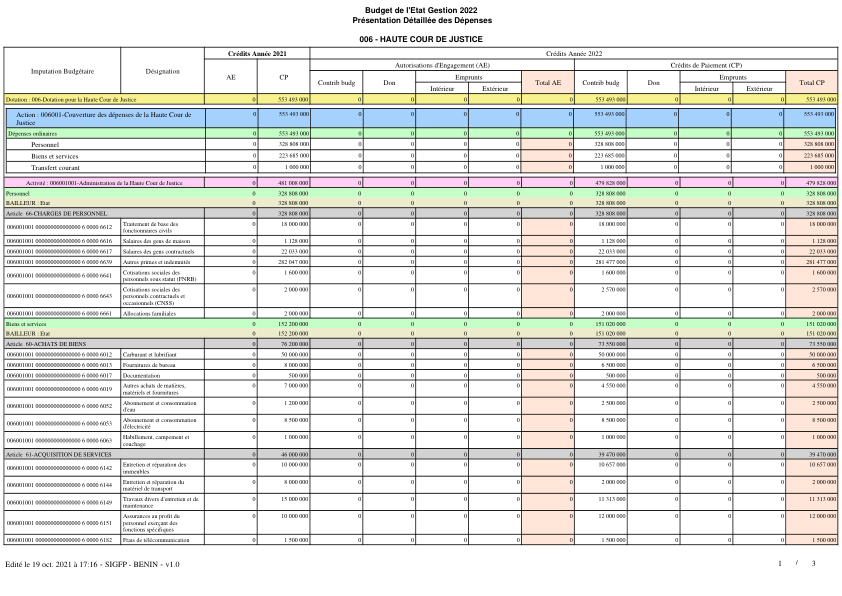 Budget de l'Etat Gestion 2022
Présentation Détaillée des Dépenses
006 - HAUTE COUR DE JUSTICE
Imputation Budgétaire Désignation Crédits Année 2021 Crédits Année 2022
AE CP Autorisations d'Engagement (AE) Crédits de Paiement (CP)
Contrib budg Don Emprunts Total AE Contrib budg Don Emprunts Total CP
Intérieur Extérieur Intérieur Extérieur
Dotation : 006-Dotation pour la Haute Cour de Justice 0 553 493 000 0 0 0 0 0 553 493 000 0 0 0 553 493 000
Action : 006001-Couverture des dépenses de la Haute Cour de Justice 0 553 493 000 0 0 0 0 0 553 493 000 0 0 0 553 493 000
Dépenses ordinaires 0 553 493 000 0 0 0 0 0 553 493 000 0 0 0 553 493 000
Personnel 0 328 808 000 0 0 0 0 0 328 808 000 0 0 0 328 808 000
Biens et services 0 223 685 000 0 0 0 0 0 223 685 000 0 0 0 223 685 000
Transfert courant 0 1 000 000 0 0 0 0 0 1 000 000 0 0 0 1 000 000
Activité : 006001001-Administration de la Haute Cour de Justice 0 481 008 000 0 0 0 0 0 479 828 000 0 0 0 479 828 000
Personnel 0 328 808 000 0 0 0 0 0 328 808 000 0 0 0 328 808 000
BAILLEUR : Etat 0 328 808 000 0 0 0 0 0 328 808 000 0 0 0 328 808 000
Article 66-CHARGES DE PERSONNEL 0 328 808 000 0 0 0 0 0 328 808 000 0 0 0 328 808 000
006001001 0000000000000000 6 0000 6612 Traitement de base des fonctionnaires civils 0 18 000 000 0 0 0 0 0 18 000 000 0 0 0 18 000 000
006001001 0000000000000000 6 0000 6616 Salaires des gens de maison 0 1 128 000 0 0 0 0 0 1 128 000 0 0 0 1 128 000
006001001 0000000000000000 6 0000 6617 Salaires des gens contractuels 0 22 033 000 0 0 0 0 0 22 033 000 0 0 0 22 033 000
006001001 0000000000000000 6 0000 6639 Autres primes et indemnités 0 282 047 000 0 0 0 0 0 281 477 000 0 0 0 281 477 000
006001001 0000000000000000 6 0000 6641 Cotisations sociales des personnels sous statut (FNRB) 0 1 600 000 0 0 0 0 0 1 600 000 0 0 0 1 600 000
006001001 0000000000000000 6 0000 6643 Cotisations sociales des personnels contractuels et occasionnels (CNSS) 0 2 000 000 0 0 0 0 0 2 570 000 0 0 0 2 570 000
006001001 0000000000000000 6 0000 6661 Allocations familiales 0 2 000 000 0 0 0 0 0 2 000 000 0 0 0 2 000 000
Biens et services 0 152 200 000 0 0 0 0 0 151 020 000 0 0 0 151 020 000
BAILLEUR : Etat 0 152 200 000 0 0 0 0 0 151 020 000 0 0 0 151 020 000
Article 60-ACHATS DE BIENS 0 76 200 000 0 0 0 0 0 73 550 000 0 0 0 73 550 000
006001001 0000000000000000 6 0000 6012 Carburant et lubrifiant 0 50 000 000 0 0 0 0 0 50 000 000 0 0 0 50 000 000
006001001 0000000000000000 6 0000 6013 Fournitures de bureau 0 8 000 000 0 0 0 0 0 6 500 000 0 0 0 6 500 000
006001001 0000000000000000 6 0000 6017 Documentation 0 500 000 0 0 0 0 0 500 000 0 0 0 500 000
006001001 0000000000000000 6 0000 6019 Autres achats de matières, matériels et fournitures 0 7 000 000 0 0 0 0 0 4 550 000 0 0 0 4 550 000
006001001 0000000000000000 6 0000 6052 Abonnement et consommation d'eau 0 1 200 000 0 0 0 0 0 2 500 000 0 0 0 2 500 000
006001001 0000000000000000 6 0000 6053 Abonnement et consommation d'électricité 0 8 500 000 0 0 0 0 0 8 500 000 0 0 0 8 500 000
006001001 0000000000000000 6 0000 6063 Habillement, campement et couchage 0 1 000 000 0 0 0 0 0 1 000 000 0 0 0 1 000 000
Article 61-ACQUISITION DE SERVICES 0 46 000 000 0 0 0 0 0 39 470 000 0 0 0 39 470 000
006001001 0000000000000000 6 0000 6142 Entretien et réparation des immeubles 0 10 000 000 0 0 0 0 0 10 657 000 0 0 0 10 657 000
006001001 0000000000000000 6 0000 6144 Entretien et réparation du matériel de transport 0 8 000 000 0 0 0 0 0 2 000 000 0 0 0 2 000 000
006001001 0000000000000000 6 0000 6149 Travaux divers d'entretien et de maintenance 0 15 000 000 0 0 0 0 0 11 313 000 0 0 0 11 313 000
006001001 0000000000000000 6 0000 6151 Assurances au profit du personnel exerçant des fonctions spécifiques 0 10 000 000 0 0 0 0 0 12 000 000 0 0 0 12 000 000
006001001 0000000000000000 6 0000 6182 Frais de télécommunication 0 1 500 000 0 0 0 0 0 1 500 000 0 0 0 1 500 000
Edité le 19 oct. 2021 à 17:16 - SIGFP - BENIN - v1.0 1 / 3